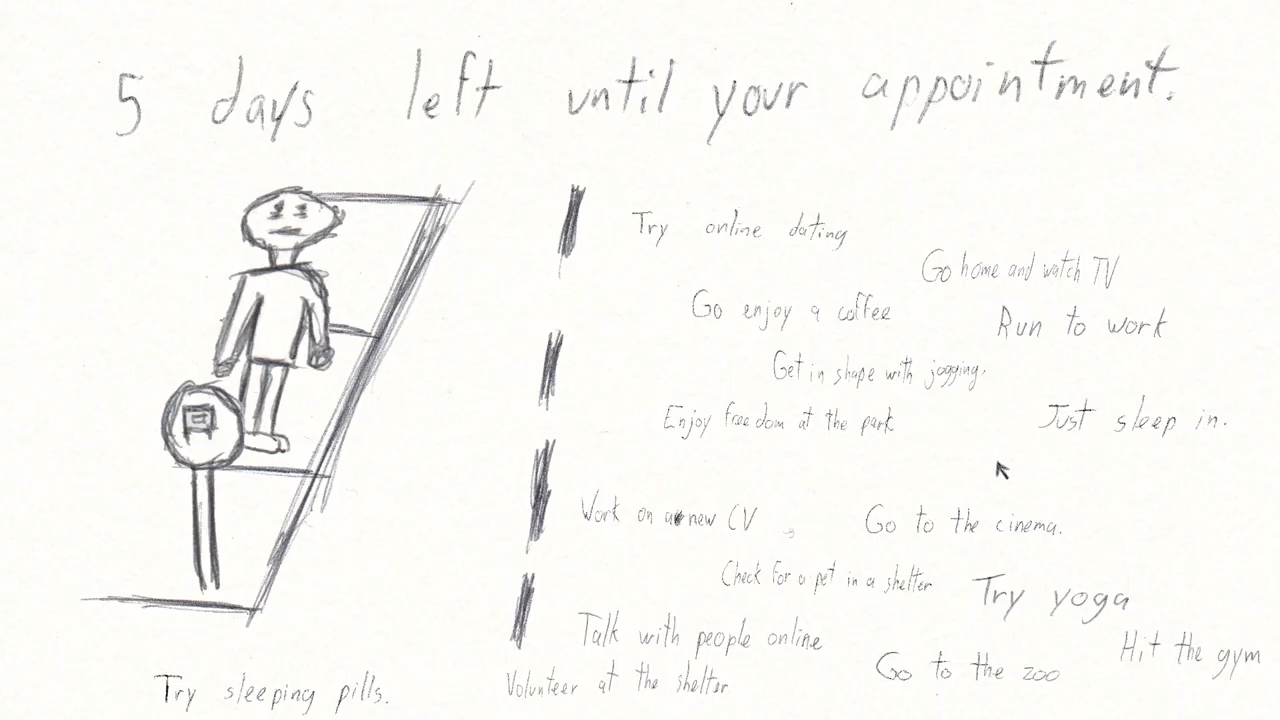 5 days left until your appointment.
Try online dating
Go home and watch TV
Go enjoy a coffee
Run to work
Get in shape with jogging.
Enjoy freedom at the park
Just sleep in.
Work on a new CV
Go to the cinema.
Check for a pet in a shelter
Try yoga
Talk with people online
Hit the gym
Go to the zoo
Volunteer at the shelter
Try sleeping pills.